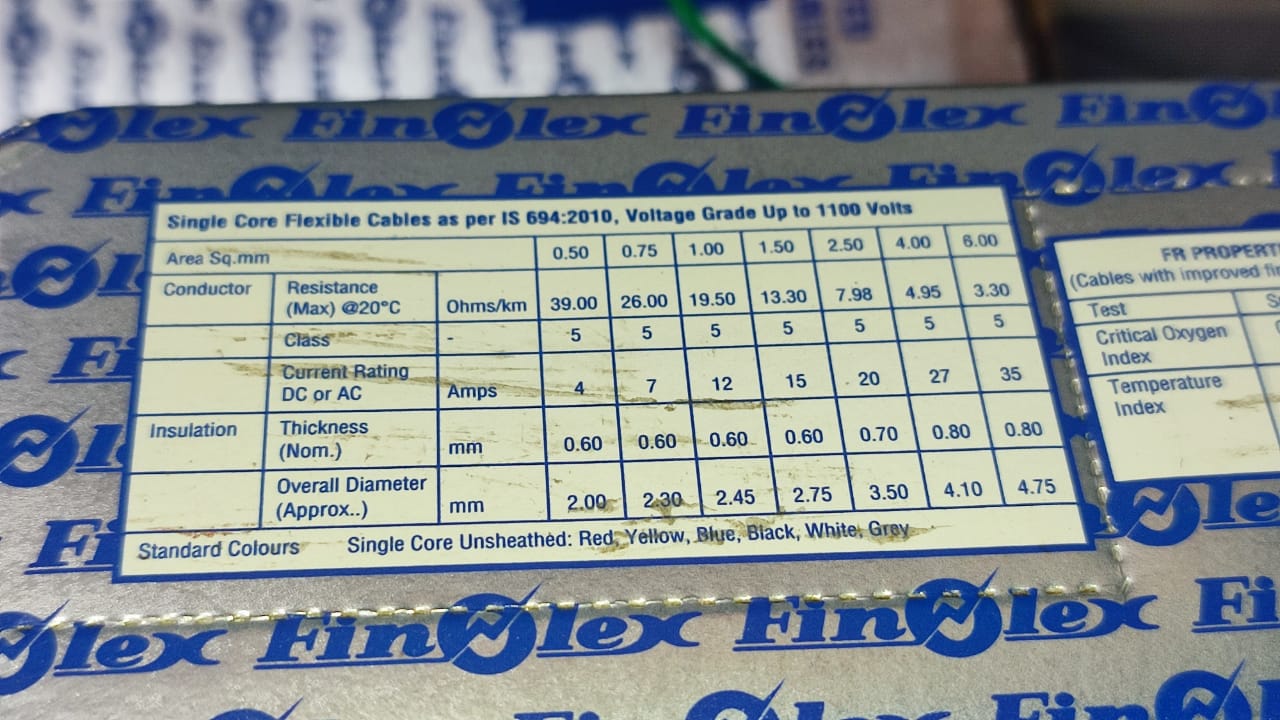 Finolex Finolex Finolex
Finolex Finolex Finolex
Single Core Flexible Cables as per IS 694:2010, Voltage Grade Up to 1100 Volts
Area Sq.mm 0.50 0.75 1.00 1.50 2.50 4.00 6.00
Conductor Resistance
(Max) @20°C Ohms/km 39.00 26.00 19.50 13.30 7.98 4.95 3.30
Class - 5 5 5 5 5 5 5
Current Rating
DC or AC Amps 4 7 12 15 20 27 35
Insulation Thickness
(Nom.) mm 0.60 0.60 0.60 0.60 0.70 0.80 0.80
Overall Diameter
(Approx..) mm 2.00 2.30 2.45 2.75 3.50 4.10 4.75
Standard Colours Single Core Unsheathed: Red, Yellow, Blue, Black, White, Grey
FR
(Cables with improved
Test
Critical Oxygen
Index
Temperature
Index
Finolex Finolex